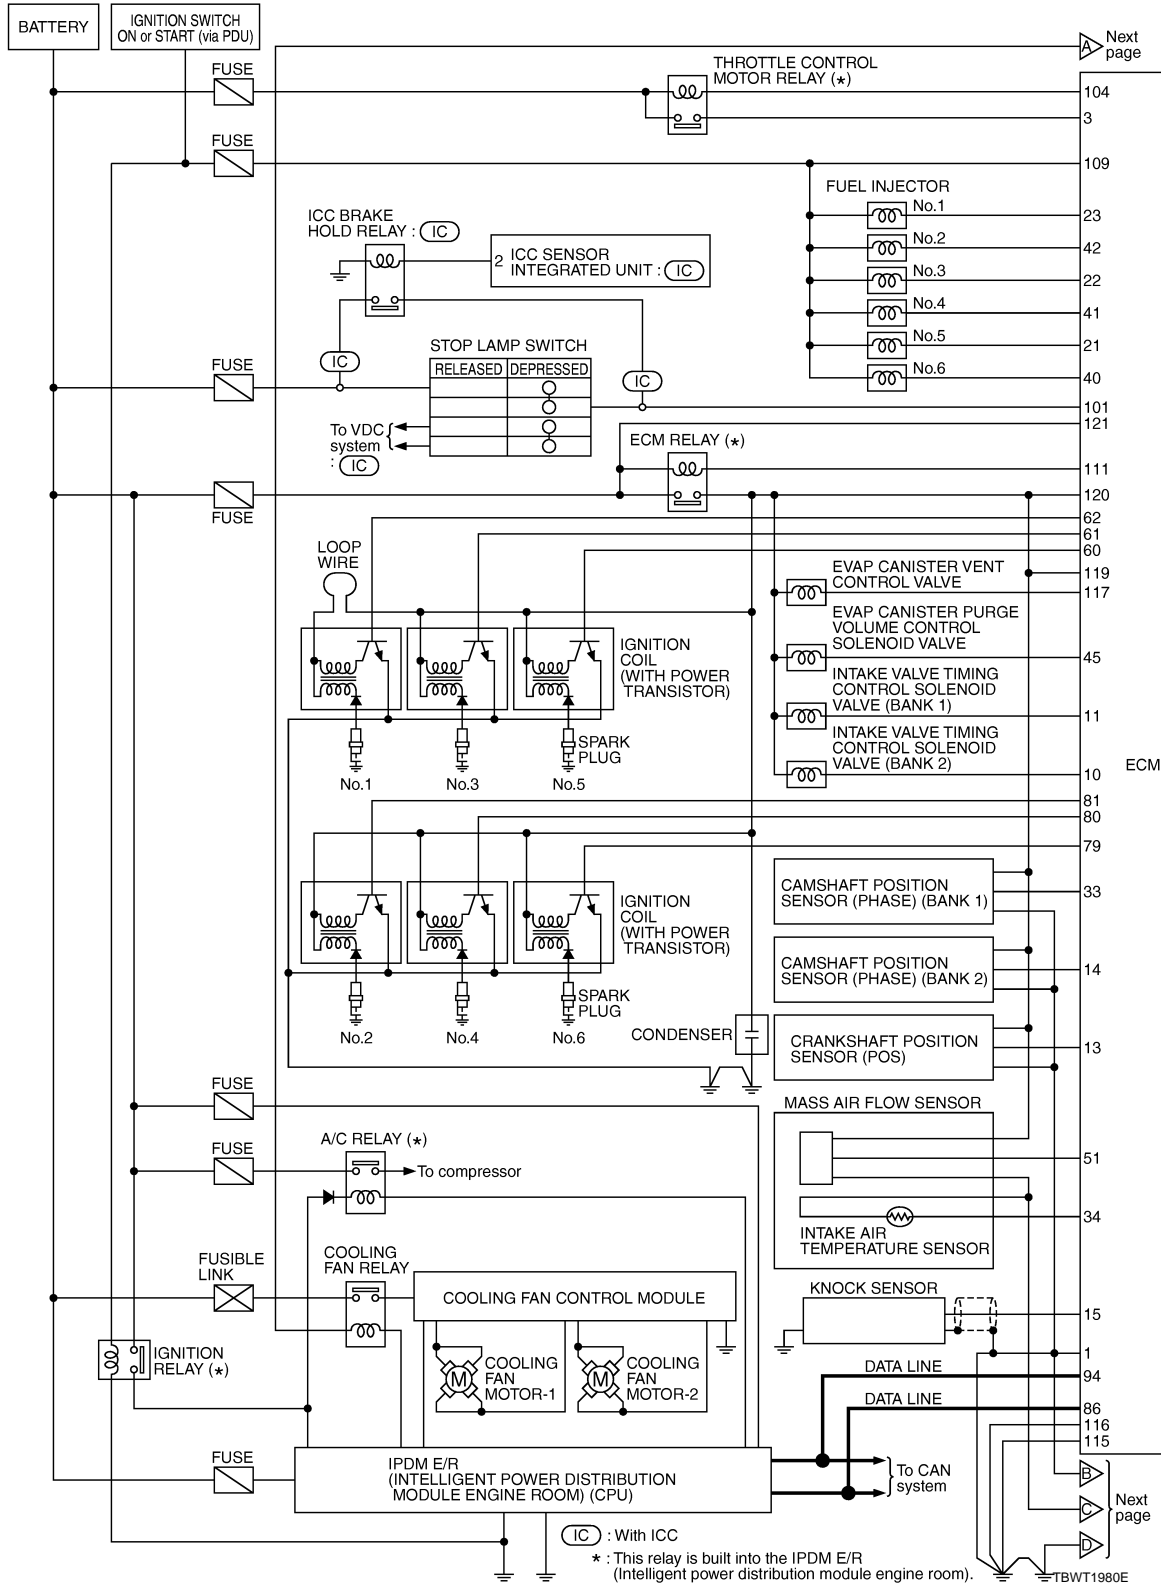 BATTERY
IGNITION SWITCH
ON or START (via PDU)
A
Next
page
FUSE
THROTTLE CONTROL
MOTOR RELAY (*)
104
3
FUSE
109
FUEL INJECTOR
No.1
23
No.2
42
No.3
22
No.4
41
No.5
21
No.6
40
ICC BRAKE
HOLD RELAY : IC
2
ICC SENSOR
INTEGRATED UNIT : IC
IC
STOP LAMP SWITCH
RELEASED DEPRESSED
IC
FUSE
101
121
To VDC
system
: IC
ECM RELAY (*)
111
120
FUSE
62
61
60
LOOP
WIRE
119
EVAP CANISTER VENT
CONTROL VALVE
117
EVAP CANISTER PURGE
VOLUME CONTROL
SOLENOID VALVE
45
IGNITION
COIL
(WITH POWER
TRANSISTOR)
INTAKE VALVE TIMING
CONTROL SOLENOID
VALVE (BANK 1)
11
INTAKE VALVE TIMING
CONTROL SOLENOID
VALVE (BANK 2)
10
ECM
SPARK
PLUG
No.1
No.3
No.5
81
80
79
CAMSHAFT POSITION
SENSOR (PHASE) (BANK 1)
33
IGNITION
COIL
(WITH POWER
TRANSISTOR)
CAMSHAFT POSITION
SENSOR (PHASE) (BANK 2)
14
SPARK
PLUG
No.2
No.4
No.6
CONDENSER
CRANKSHAFT POSITION
SENSOR (POS)
13
FUSE
MASS AIR FLOW SENSOR
51
A/C RELAY (*)
FUSE
To compressor
34
INTAKE AIR
TEMPERATURE SENSOR
FUSIBLE
LINK
COOLING
FAN RELAY
COOLING FAN CONTROL MODULE
KNOCK SENSOR
15
1
IGNITION
RELAY (*)
M
COOLING
FAN
MOTOR-1
M
COOLING
FAN
MOTOR-2
DATA LINE
94
DATA LINE
86
116
115
FUSE
IPDM E/R
(INTELLIGENT POWER DISTRIBUTION
MODULE ENGINE ROOM) (CPU)
To CAN
system
B
C
D
Next
page
IC : With ICC
* : This relay is built into the IPDM E/R
(Intelligent power distribution module engine room).
TBWT1980E